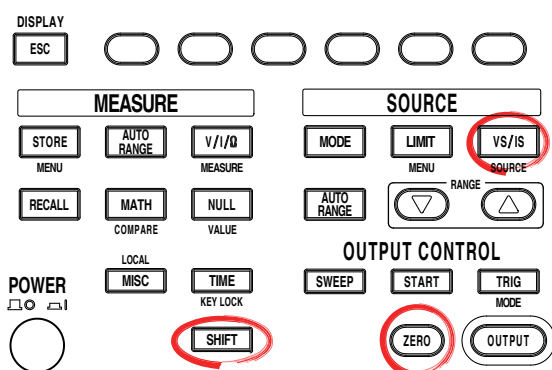 DISPLAY
ESC
MEASURE
SOURCE
STORE
AUTO RANGE
V/I/Ω
MODE
LIMIT
VS/IS
MENU
MEASURE
MENU
SOURCE
RECALL
MATH
NULL
AUTO RANGE
RANGE
COMPARE
VALUE
OUTPUT CONTROL
LOCAL
MISC
TIME
SWEEP
START
TRIG
POWER
KEY LOCK
MODE
SHIFT
ZERO
OUTPUT